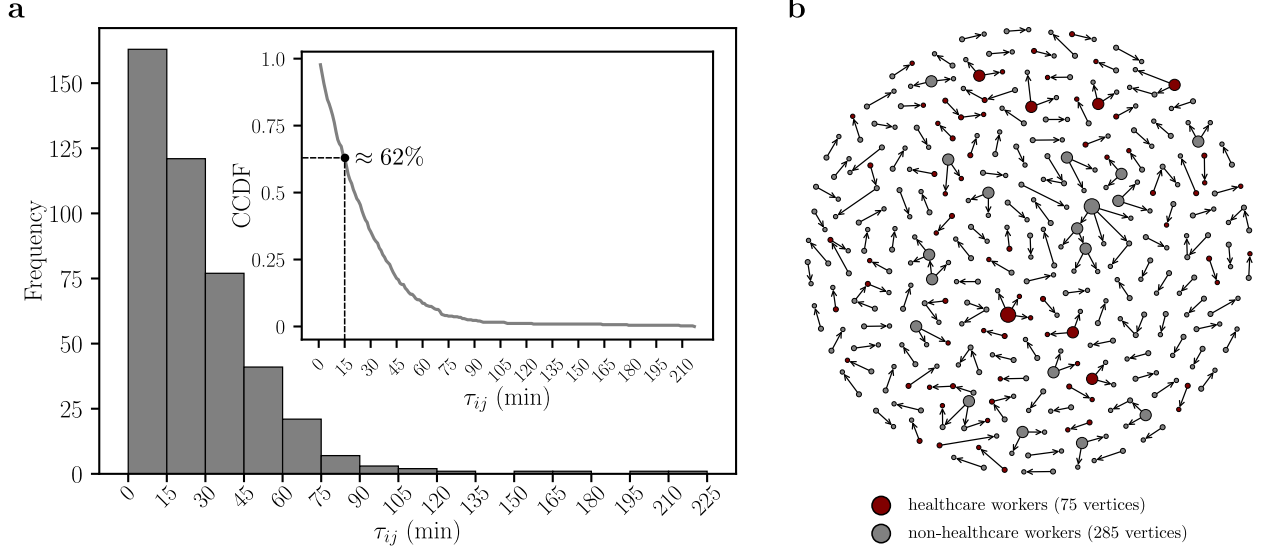 a
b
Frequency
150
125
100
75
50
25
0
0 15 30 45 60 75 90 105 120 135 150 165 180 195 210 225
τij (min)
CCDF
1.0
0.75
0.5
0.25
0
≈ 62%
0 15 30 45 60 75 90 105 120 135 150 165 180 195 210
τij (min)
healthcare workers (75 vertices)
non-healthcare workers (285 vertices)